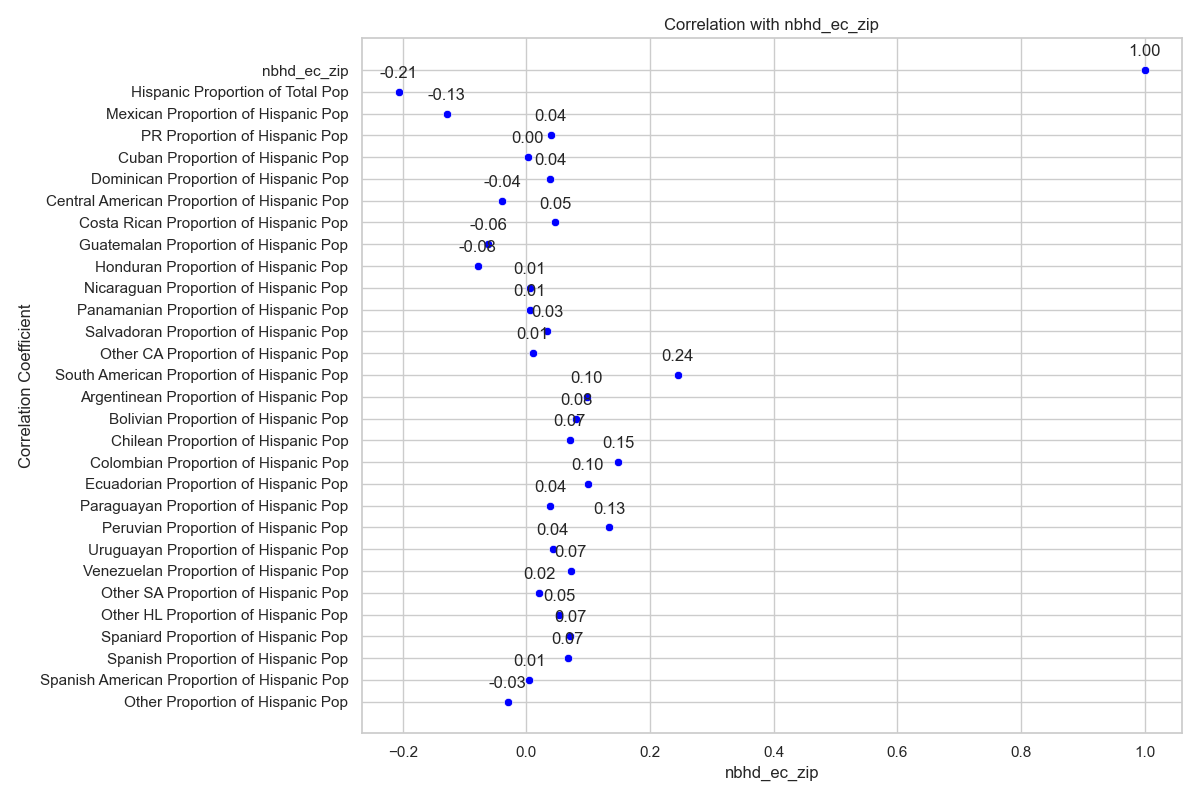 Correlation with nbhd_ec_zip
1.00
nbhd_ec_zip
-0.21
Hispanic Proportion of Total Pop
-0.13
Mexican Proportion of Hispanic Pop
0.04
PR Proportion of Hispanic Pop
0.00
Cuban Proportion of Hispanic Pop
0.04
Dominican Proportion of Hispanic Pop
-0.04
Central American Proportion of Hispanic Pop
0.05
Costa Rican Proportion of Hispanic Pop
-0.06
Guatemalan Proportion of Hispanic Pop
-0.08
Honduran Proportion of Hispanic Pop
0.01
Nicaraguan Proportion of Hispanic Pop
0.01
Panamanian Proportion of Hispanic Pop
0.03
Salvadoran Proportion of Hispanic Pop
0.01
Other CA Proportion of Hispanic Pop
0.24
South American Proportion of Hispanic Pop
0.10
Argentinean Proportion of Hispanic Pop
0.08
Bolivian Proportion of Hispanic Pop
0.07
Chilean Proportion of Hispanic Pop
0.15
Colombian Proportion of Hispanic Pop
0.10
Ecuadorian Proportion of Hispanic Pop
0.04
Paraguayan Proportion of Hispanic Pop
0.13
Peruvian Proportion of Hispanic Pop
0.04
Uruguayan Proportion of Hispanic Pop
0.07
Venezuelan Proportion of Hispanic Pop
0.02
Other SA Proportion of Hispanic Pop
0.05
Other HL Proportion of Hispanic Pop
0.07
Spaniard Proportion of Hispanic Pop
0.07
Spanish Proportion of Hispanic Pop
0.01
Spanish American Proportion of Hispanic Pop
-0.03
Other Proportion of Hispanic Pop
Correlation Coefficient
−0.2 0.0 0.2 0.4 0.6 0.8 1.0
nbhd_ec_zip